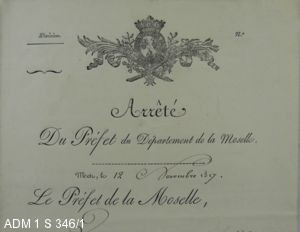 Division. N.º
Arrêté
Du Préfet du Département de la Moselle.
Metz, le 12 Novembre
Le Préfet de la Moselle,
ADM 1 S 346/1